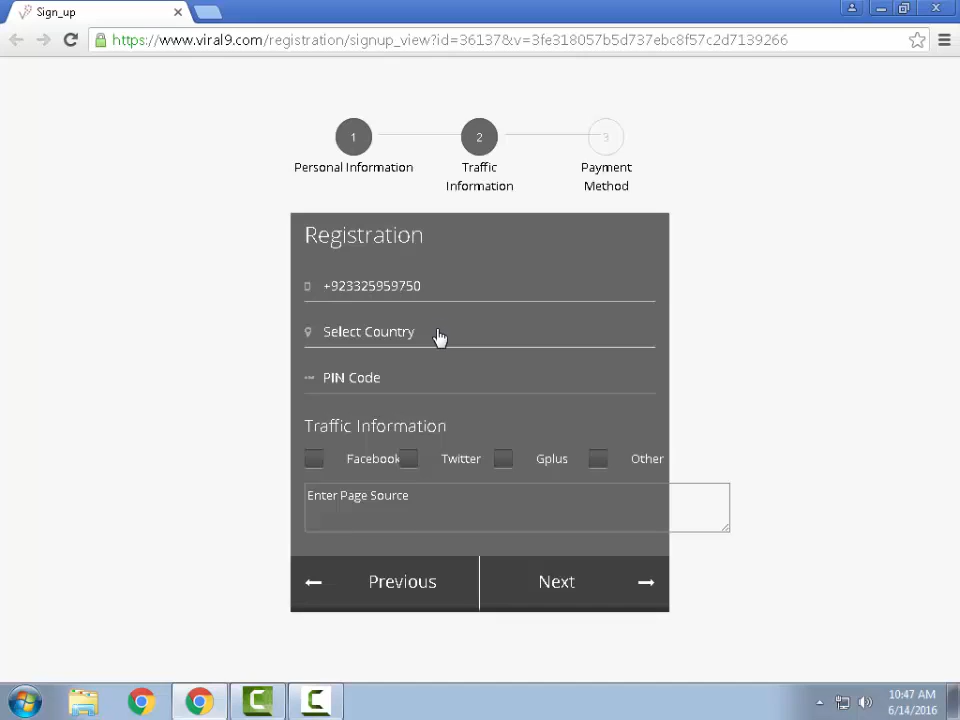 Sign_up
https://www.viral9.com/registration/signup_view?id=36137&v=3fe318057b5d737ebc8f57c2d7139266
1
2
3
Personal Information
Traffic
Information
Payment
Method
Registration
+923325959750
Select Country
PIN Code
Traffic Information
Facebook
Twitter
Gplus
Other
Enter Page Source
Previous
Next
10:47 AM
6/14/2016